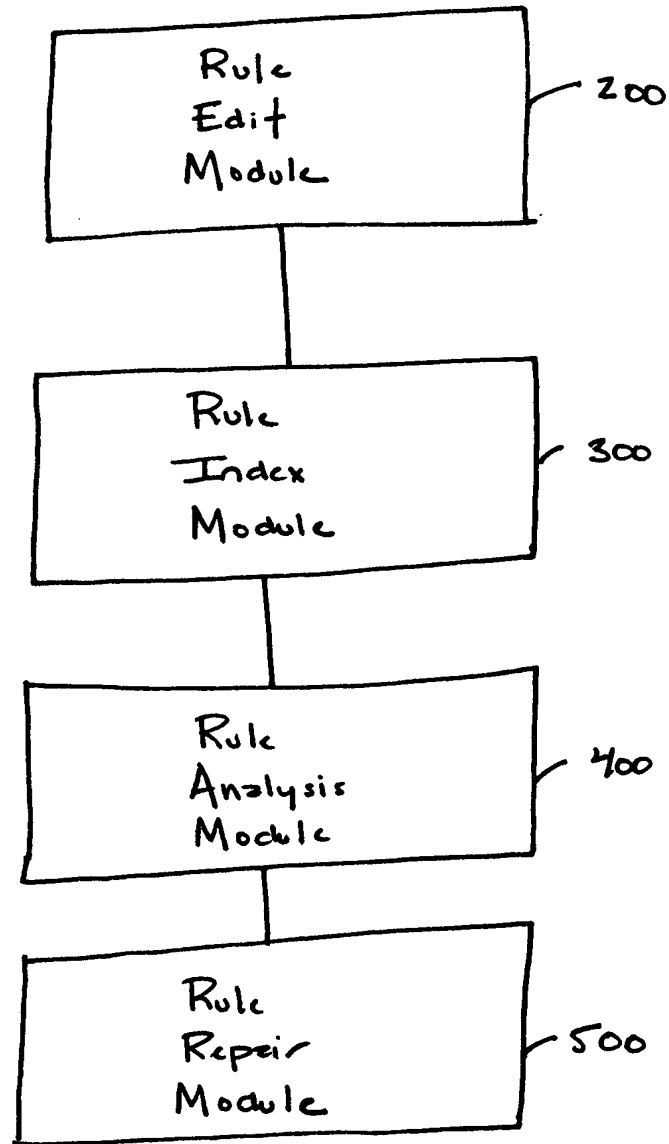 Rule
Edit
Module
200
Rule
Index
Module
300
Rule
Analysis
Module
400
Rule
Repair
Module
500